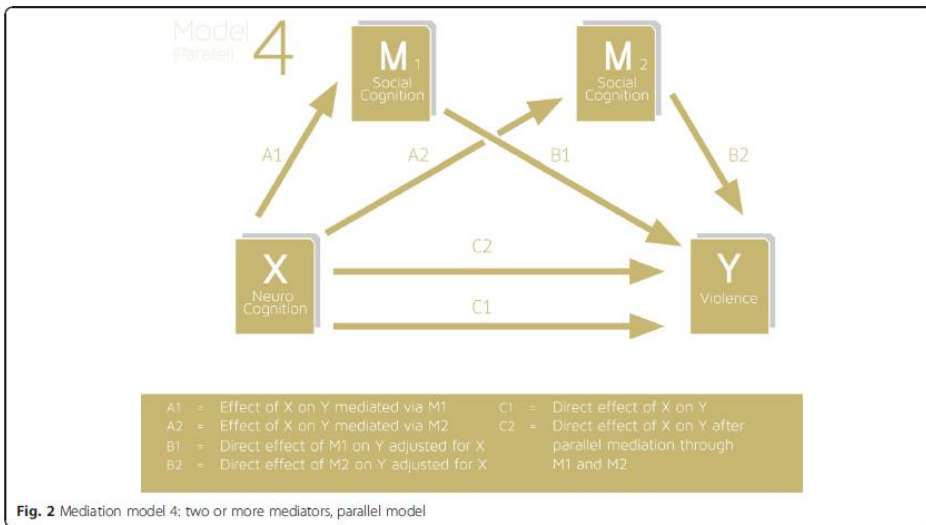 Model 4
(Parallel)
M 1
Social
Cognition
M 2
Social
Cognition
A1
A2
B1
B2
X
Neuro
Cognition
C2
C1
Y
Violence
A1 = Effect of X on Y mediated via M1
A2 = Effect of X on Y mediated via M2
B1 = Direct effect of M1 on Y adjusted for X
B2 = Direct effect of M2 on Y adjusted for X
C1 = Direct effect of X on Y
C2 = Direct effect of X on Y after
parallel mediation through
M1 and M2
Fig. 2 Mediation model 4: two or more mediators, parallel model